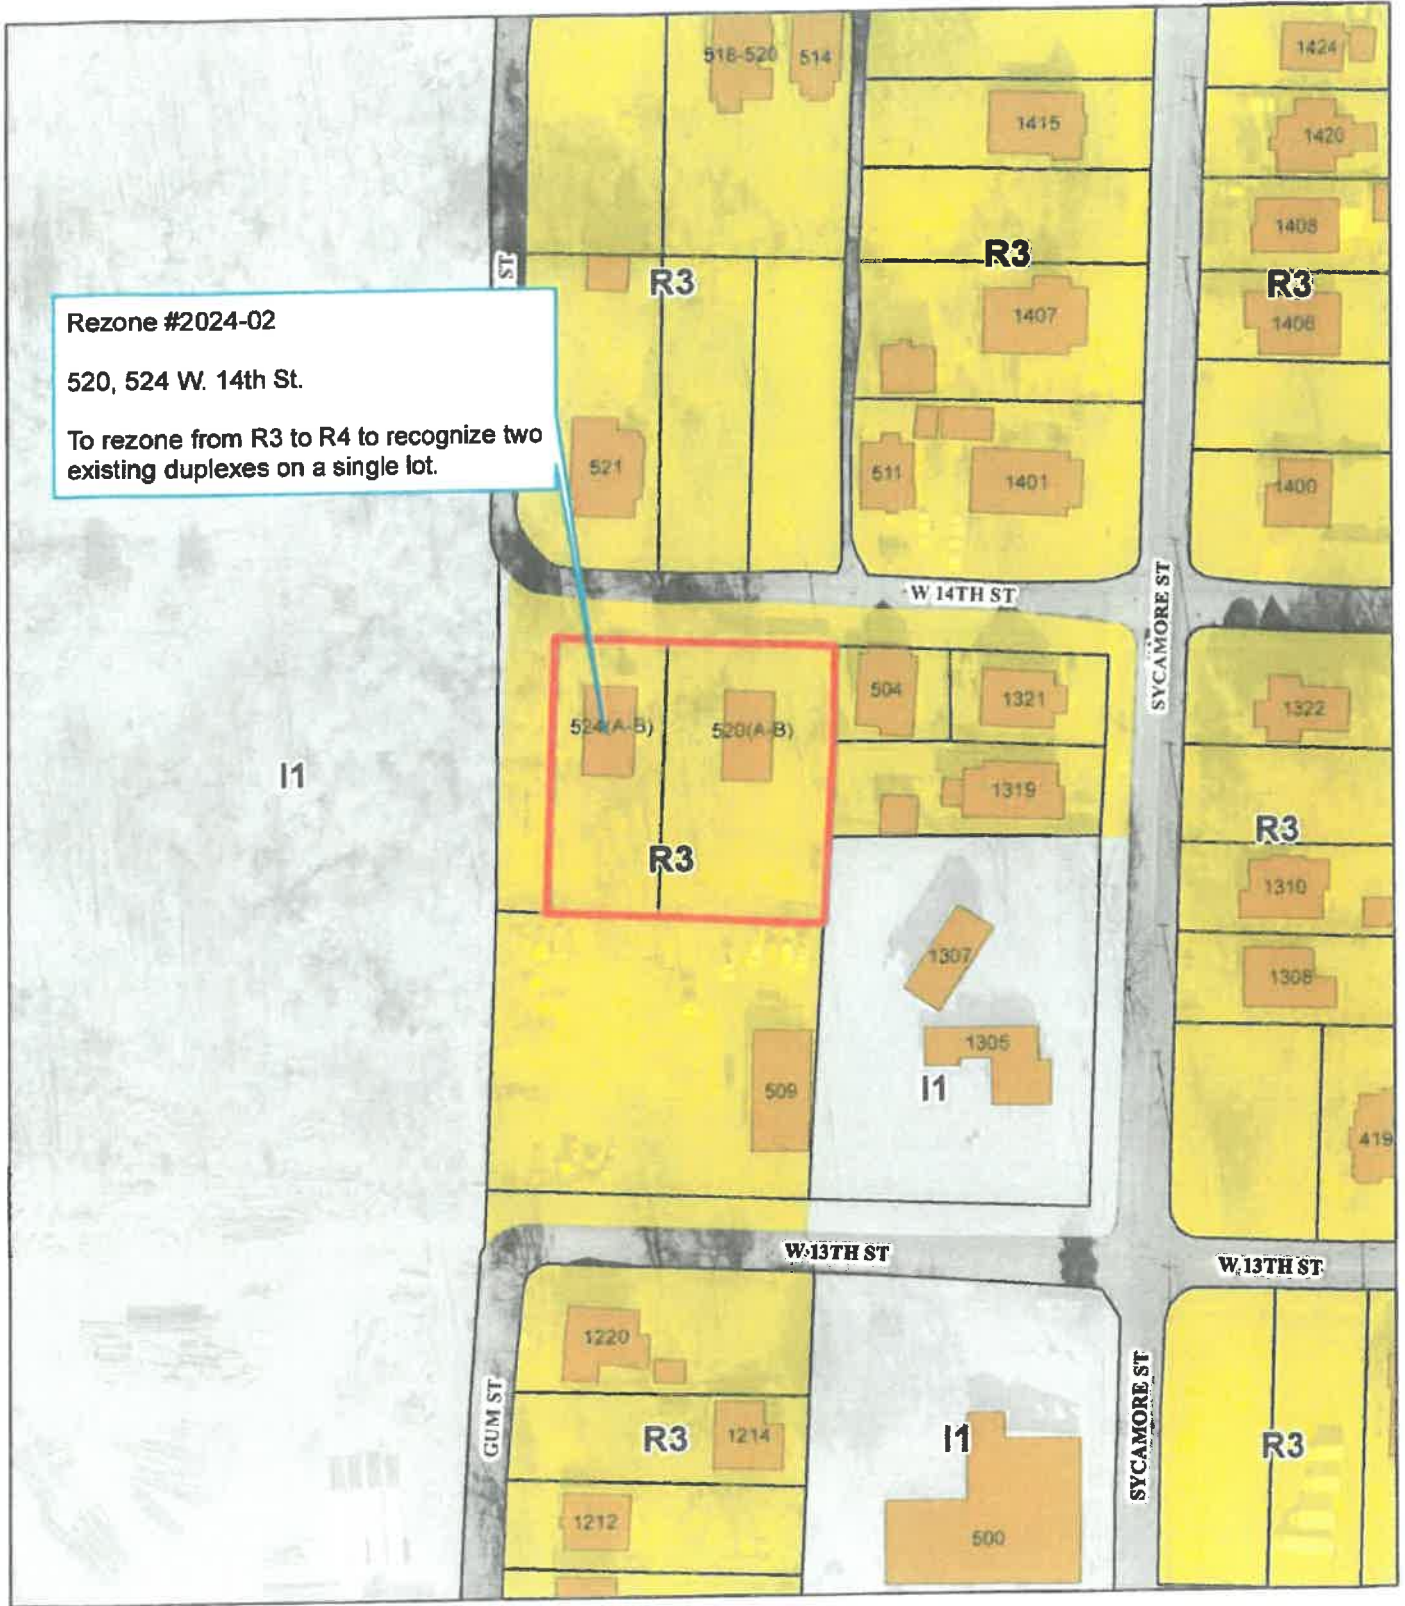 518-520
514
1424
1415
1420
1408
R3
ST
R3
R3
1407
1406
Rezone #2024-02
520, 524 W. 14th St.
To rezone from R3 to R4 to recognize two
existing duplexes on a single lot.
521
511
1401
1400
W 14TH ST
SYCAMORE ST
504
1321
1322
524(A-B)
520(A-B)
I1
1319
R3
R3
1310
1307
1308
1305
I1
509
419
W 13TH ST
W 13TH ST
1220
GUM ST
R3
1214
I1
SYCAMORE ST
R3
1212
500